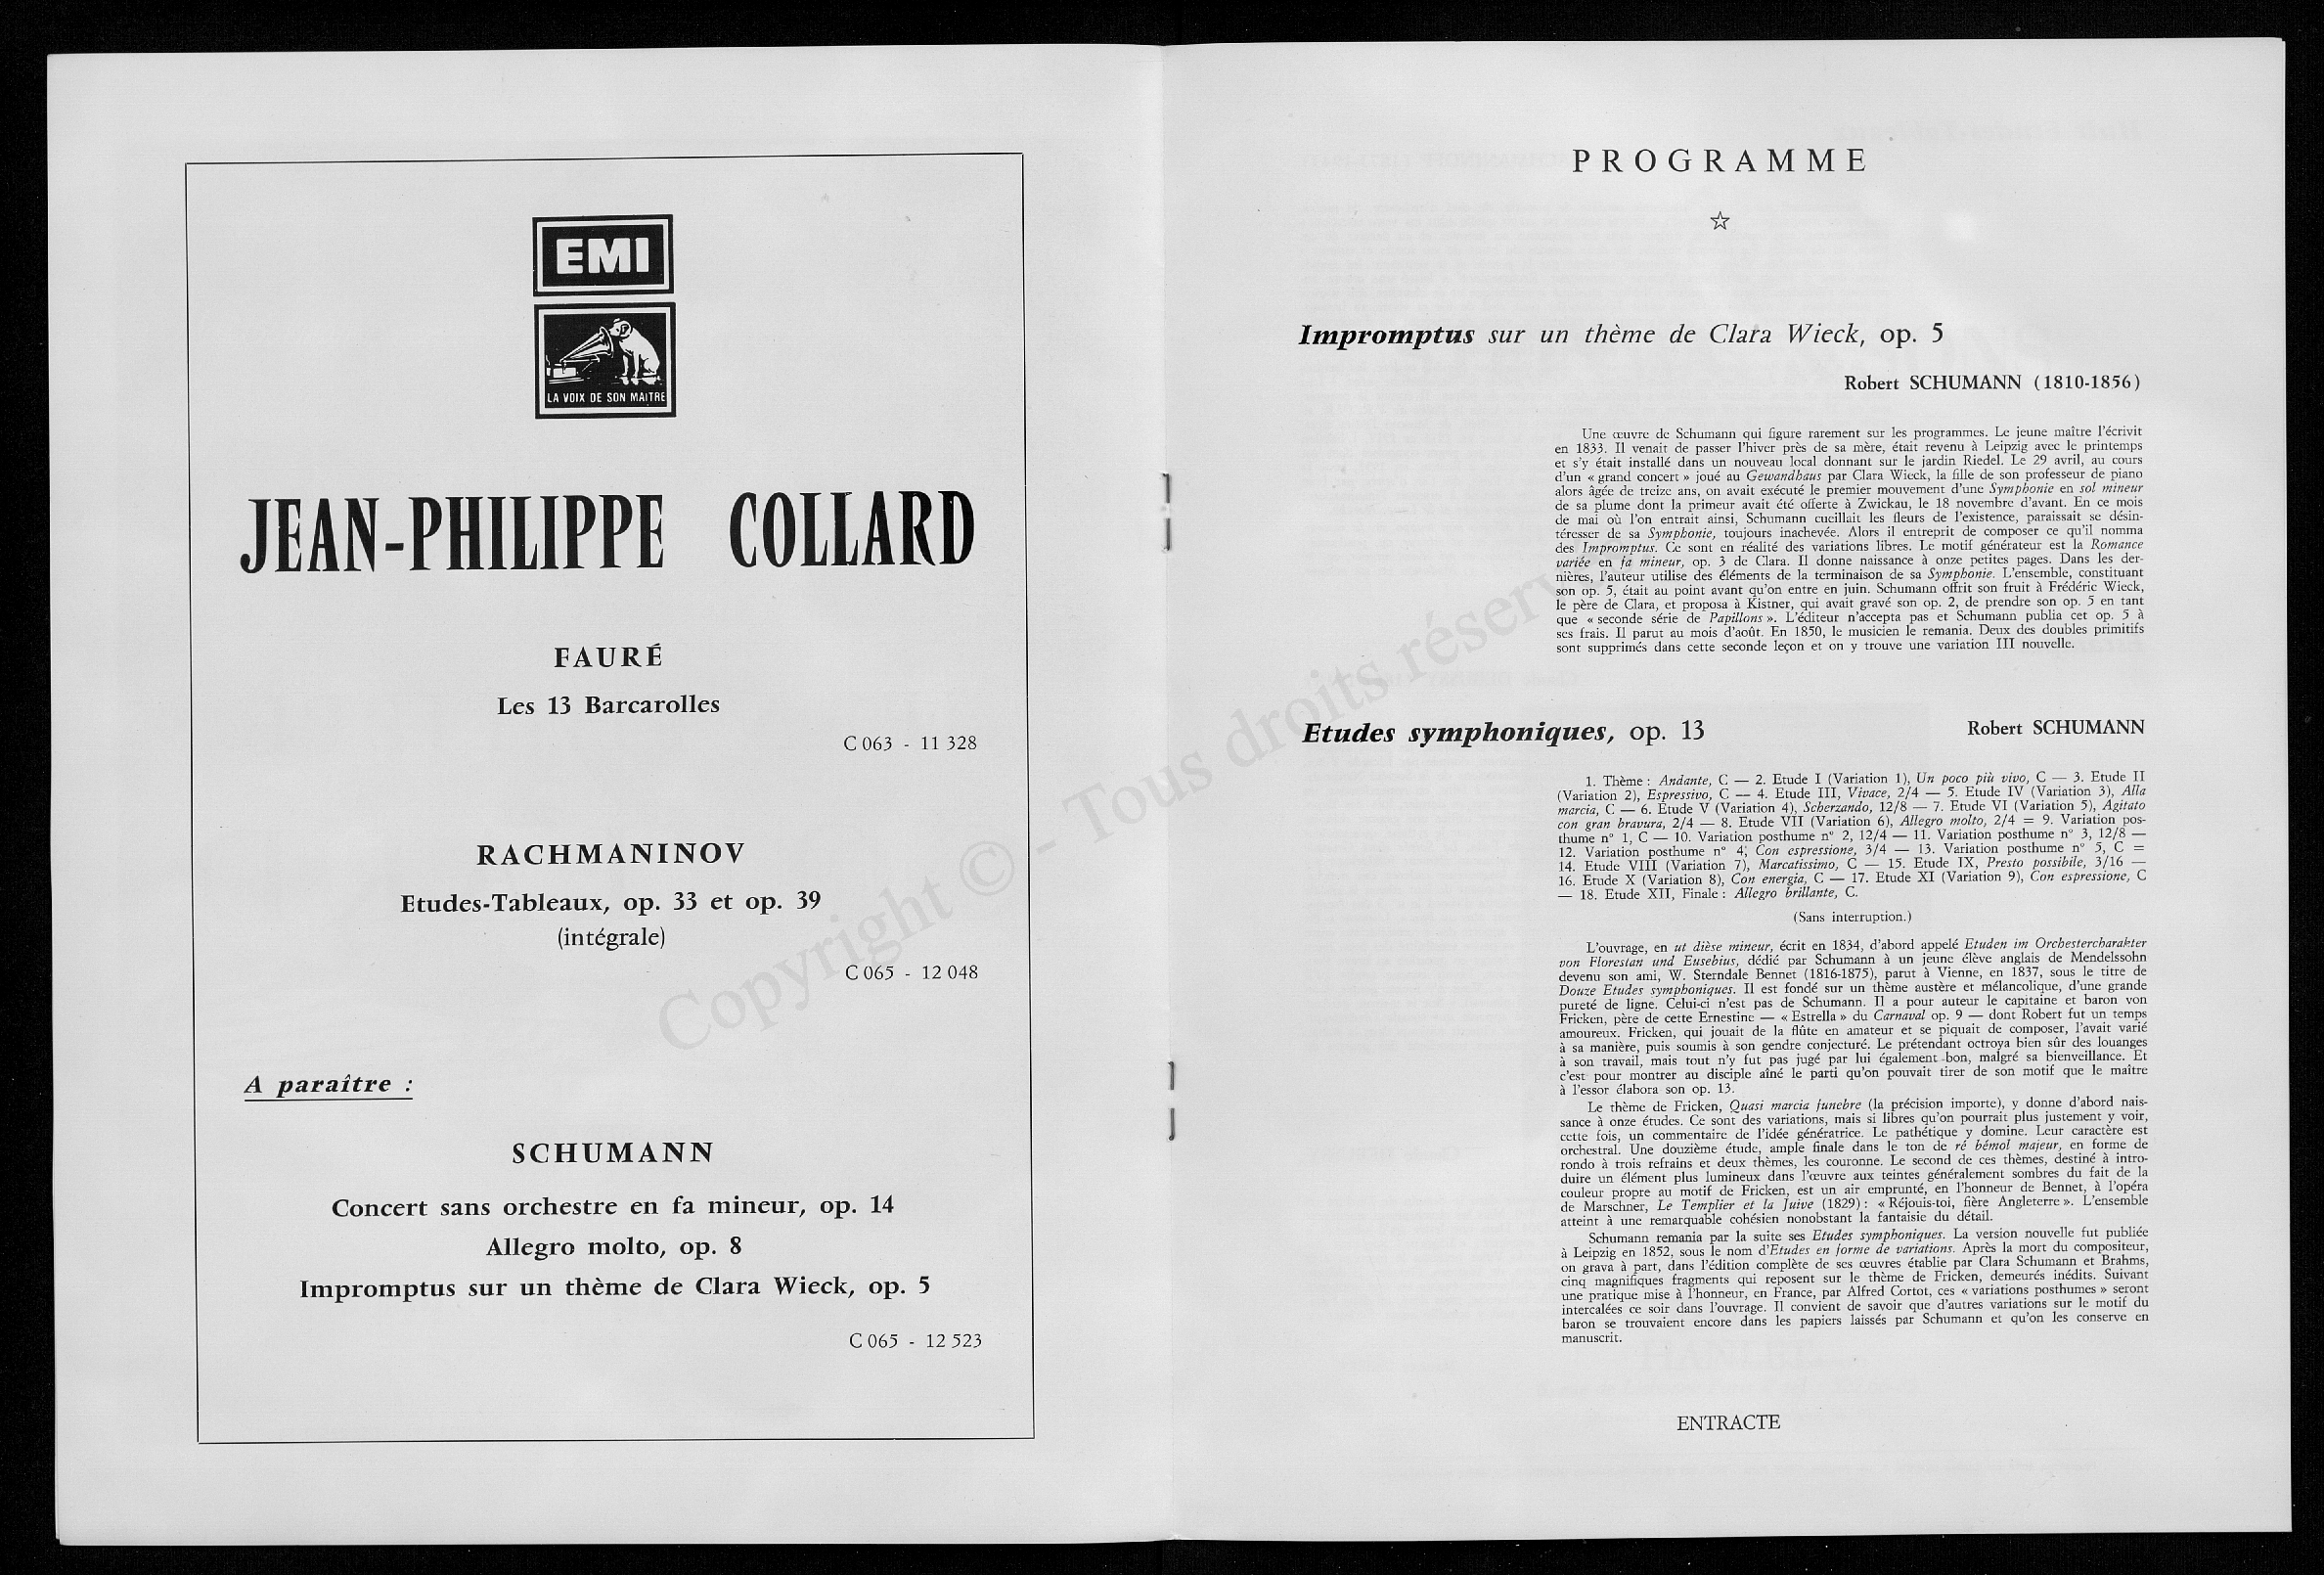 EMI
LA VOIX DE SON MAITRE
JEAN-PHILIPPE COLLARD
FAURÉ
Les 13 Barcarolles
C 063 - 11 328
RACHMANINOV
Etudes-Tableaux, op. 33 et op. 39
(intégrale)
C 065 - 12 048
A paraître :
SCHUMANN
Concert sans orchestre en fa mineur, op. 14
Allegro molto, op. 8
Impromptus sur un thème de Clara Wieck, op. 5
C 065 - 12 523
Copyright © - Tous droits réserv
PROGRAMME
☆
Impromptus sur un thème de Clara Wieck, op. 5
Robert SCHUMANN (1810-1856)
Une œuvre de Schumann qui figure rarement sur les programmes. Le jeune maître l'écrivit
en 1833. Il venait de passer l'hiver près de sa mère, était revenu à Leipzig avec le printemps
et s'y était installé dans un nouveau local donnant sur le jardin Riedel. Le 29 avril, au cours
d'un « grand concert » joué au Gewandhaus par Clara Wieck, la fille de son professeur de piano
alors âgée de treize ans, on avait exécuté le premier mouvement d'une Symphonie en sol mineur
de sa plume dont la primeur avait été offerte à Zwickau, le 18 novembre d'avant. En ce mois
de mai où l'on entrait ainsi, Schumann cueillait les fleurs de l'existence, paraissait se désin-
téresser de sa Symphonie, toujours inachevée. Alors il entreprit de composer ce qu'il nomma
des Impromptus. Ce sont en réalité des variations libres. Le motif générateur est la Romance
variée en fa mineur, op. 3 de Clara. Il donne naissance à onze petites pages. Dans les der-
nières, l'auteur utilise des éléments de la terminaison de sa Symphonie. L'ensemble, constituant
son op. 5, était au point avant qu'on entre en juin. Schumann offrit son fruit à Frédéric Wieck,
le père de Clara, et proposa à Kistner, qui avait gravé son op. 2, de prendre son op. 5 en tant
que « seconde série de Papillons ». L'éditeur n'accepta pas et Schumann publia cet op. 5 à
ses frais. Il parut au mois d'août. En 1850, le musicien le remania. Deux des doubles primitifs
sont supprimés dans cette seconde leçon et on y trouve une variation III nouvelle.
Etudes symphoniques, op. 13
Robert SCHUMANN
1. Thème : Andante, C — 2. Etude I (Variation 1), Un poco più vivo, C — 3. Etude II
(Variation 2), Espressivo, C — 4. Etude III, Vivace, 2/4 — 5. Etude IV (Variation 3), Alla
marcia, C — 6. Etude V (Variation 4), Scherzando, 12/8 — 7. Etude VI (Variation 5), Agitato
con gran bravura, 2/4 — 8. Etude VII (Variation 6), Allegro molto, 2/4 = 9. Variation pos-
thume n° 1, C — 10. Variation posthume n° 2, 12/4 — 11. Variation posthume n° 3, 12/8 —
12. Variation posthume n° 4, Con espressione, 3/4 — 13. Variation posthume n° 5, C =
14. Etude VIII (Variation 7), Marcatissimo, C — 15. Etude IX, Presto possibile, 3/16 —
16. Etude X (Variation 8), Con energia, C — 17. Etude XI (Variation 9), Con espressione, C
— 18. Etude XII, Finale : Allegro brillante, C.
(Sans interruption.)
L'ouvrage, en ut dièse mineur, écrit en 1834, d'abord appelé Etuden im Orchestercharakter
von Florestan und Eusebius, dédié par Schumann à un jeune élève anglais de Mendelssohn
devenu son ami, W. Sterndale Bennet (1816-1875), parut à Vienne, en 1837, sous le titre de
Douze Etudes symphoniques. Il est fondé sur un thème austère et mélancolique, d'une grande
pureté de ligne. Celui-ci n'est pas de Schumann. Il a pour auteur le capitaine et baron von
Fricken, père de cette Ernestine — « Estrella » du Carnaval op. 9 — dont Robert fut un temps
amoureux. Fricken, qui jouait de la flûte en amateur et se piquait de composer, l'avait varié
à sa manière, puis soumis à son gendre conjecturé. Le prétendant octroya bien sûr des louanges
à son travail, mais tout n'y fut pas jugé par lui également bon, malgré sa bienveillance. Et
c'est pour montrer au disciple aîné le parti qu'on pouvait tirer de son motif que le maître
à l'essor élabora son op. 13.
Le thème de Fricken, Quasi marcia funebre (la précision importe), y donne d'abord nais-
sance à onze études. Ce sont des variations, mais si libres qu'on pourrait plus justement y voir,
cette fois, un commentaire de l'idée génératrice. Le pathétique y domine. Leur caractère est
orchestral. Une douzième étude, ample finale dans le ton de ré bémol majeur, en forme de
rondo à trois refrains et deux thèmes, les couronne. Le second de ces thèmes, destiné à intro-
duire un élément plus lumineux dans l'œuvre aux teintes généralement sombres du fait de la
couleur propre au motif de Fricken, est un air emprunté, en l'honneur de Bennet, à l'opéra
de Marschner, Le Templier et la Juive (1829) : « Réjouis-toi, fière Angleterre ». L'ensemble
atteint à une remarquable cohésien nonobstant la fantaisie du détail.
Schumann remania par la suite ses Etudes symphoniques. La version nouvelle fut publiée
à Leipzig en 1852, sous le nom d'Etudes en forme de variations. Après la mort du compositeur,
on grava à part, dans l'édition complète de ses œuvres établie par Clara Schumann et Brahms,
cinq magnifiques fragments qui reposent sur le thème de Fricken, demeurés inédits. Suivant
une pratique mise à l'honneur, en France, par Alfred Cortot, ces « variations posthumes » seront
intercalées ce soir dans l'ouvrage. Il convient de savoir que d'autres variations sur le motif du
baron se trouvaient encore dans les papiers laissés par Schumann et qu'on les conserve en
manuscrit.
ENTRACTE